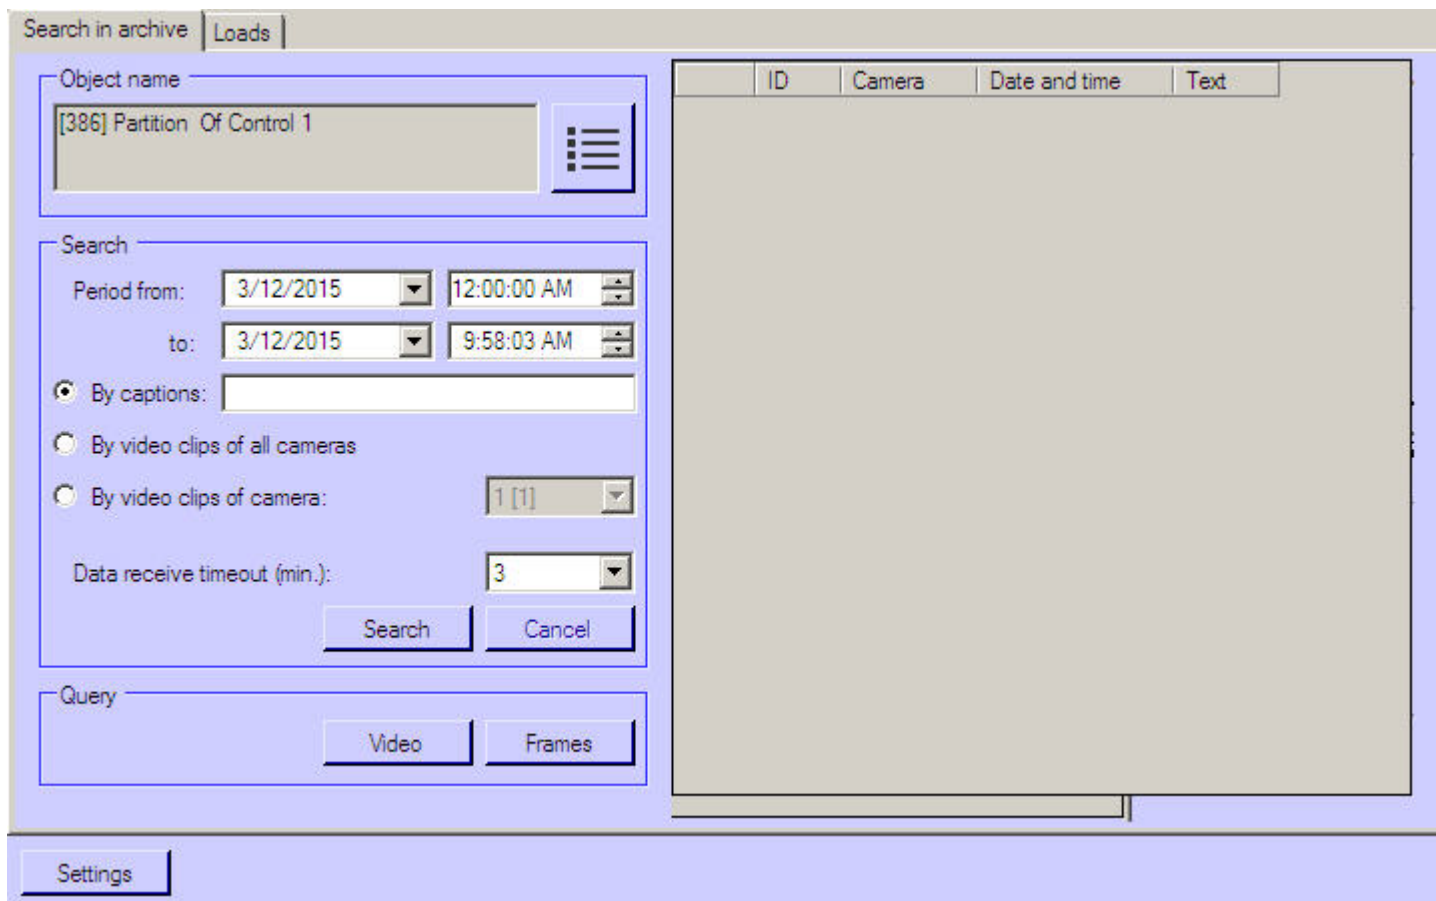 Search in archive Loads
Object name
[386] Partition Of Control 1
Search
Period from: 3/12/2015 12:00:00 AM
to: 3/12/2015 9:58:03 AM
By captions:
By video clips of all cameras
By video clips of camera: 1 [1]
Data receive timeout (min.): 3
Search Cancel
Query
Video Frames
ID Camera Date and time Text
Settings